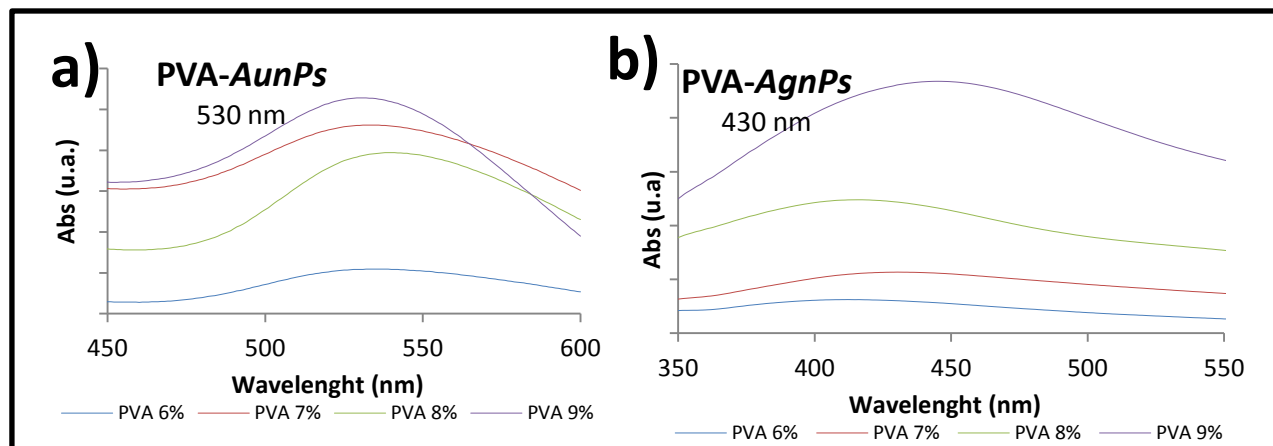 a)
PVA-AunPs
530 nm
Abs (u.a.)
450 500 550 600
Wavelenght (nm)
PVA 6% PVA 7% PVA 8% PVA 9%
b)
PVA-AgnPs
430 nm
Abs (u.a)
350 400 450 500 550
Wavelenght (nm)
PVA 6% PVA 7% PVA 8% PVA 9%